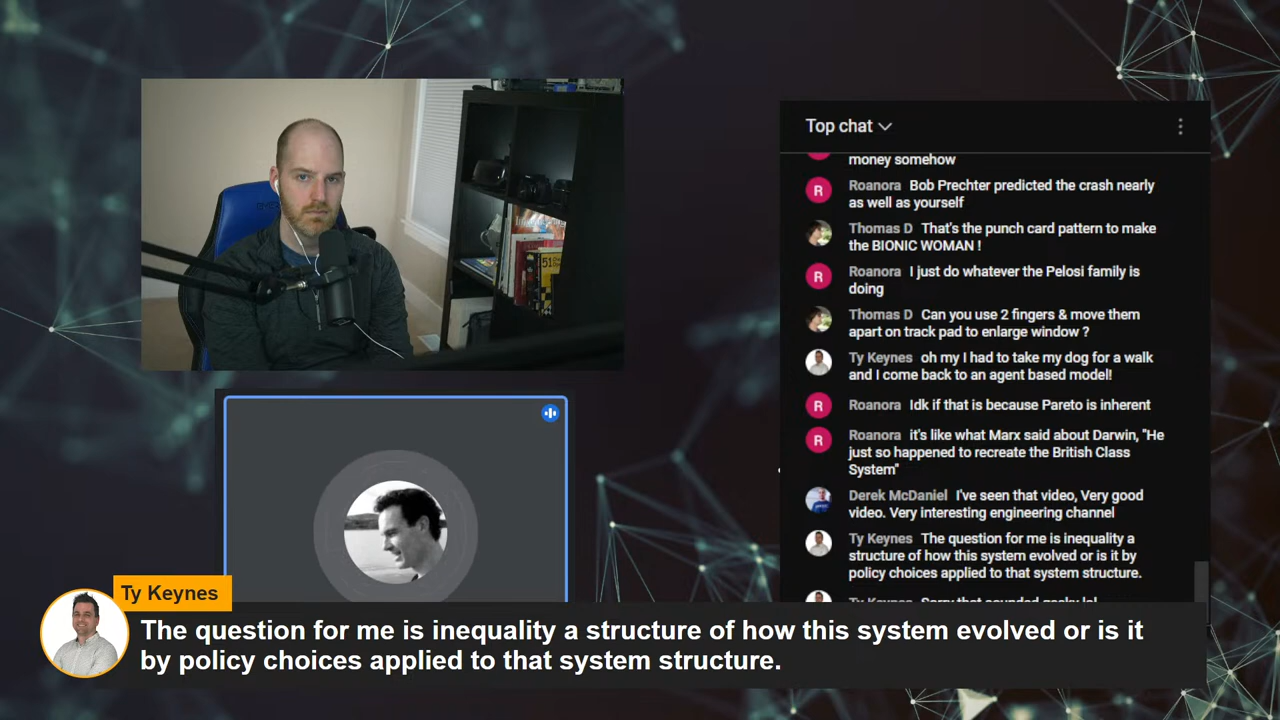 Top chat
money somehow
Roanora Bob Prechter predicted the crash nearly
as well as yourself
Thomas D That's the punch card pattern to make
the BIONIC WOMAN !
Roanora I just do whatever the Pelosi family is
doing
Thomas D Can you use 2 fingers & move them
apart on track pad to enlarge window ?
Ty Keynes oh my I had to take my dog for a walk
and I come back to an agent based model!
Roanora Idk if that is because Pareto is inherent
Roanora it's like what Marx said about Darwin, "He
just so happened to recreate the British Class
System"
Derek McDaniel I've seen that video, Very good
video. Very interesting engineering channel
Ty Keynes The question for me is inequality a
structure of how this system evolved or is it by
policy choices applied to that system structure.
Ty Keynes Sorry that sounded geeky lol
Ty Keynes
The question for me is inequality a structure of how this system evolved or is it
by policy choices applied to that system structure.
R
R
R
R
51